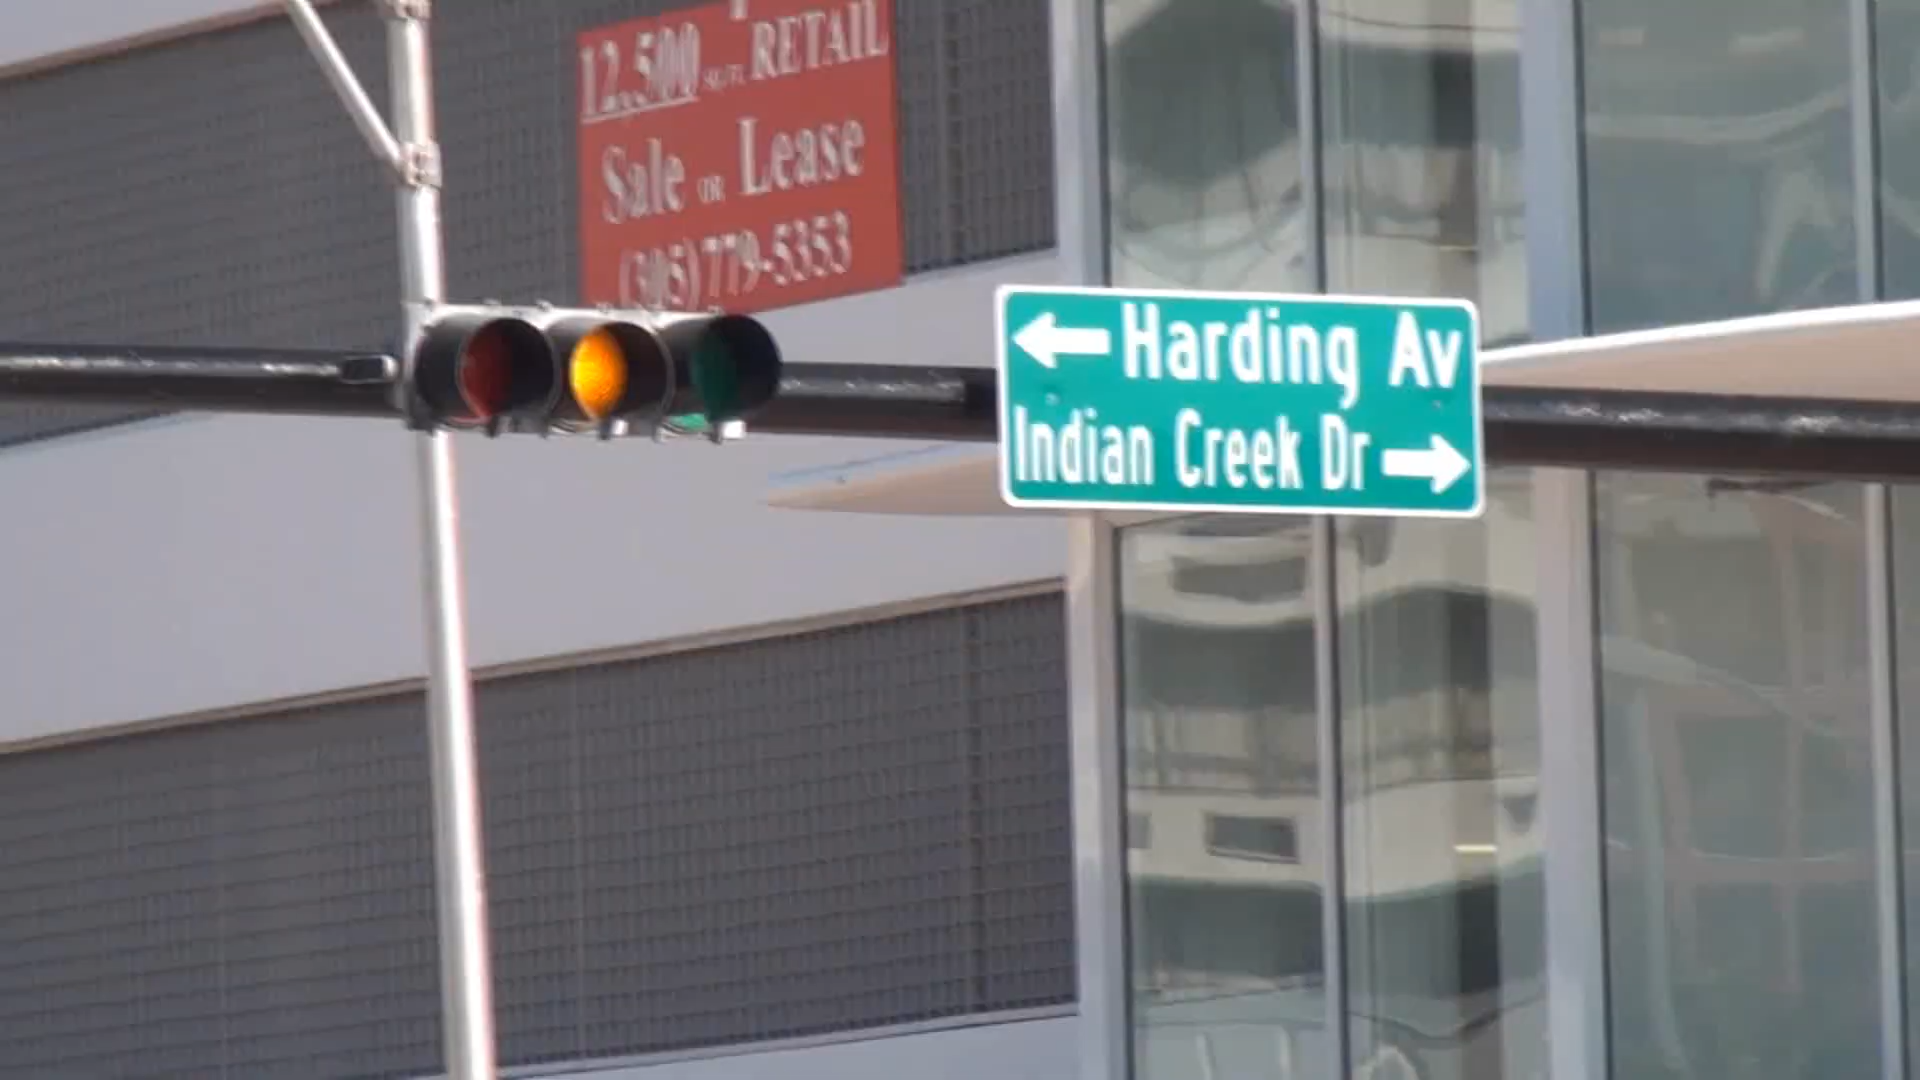 12,500 SQ/FT. RETAIL
Sale OR Lease
(305)779-5353
Harding Av
Indian Creek Dr